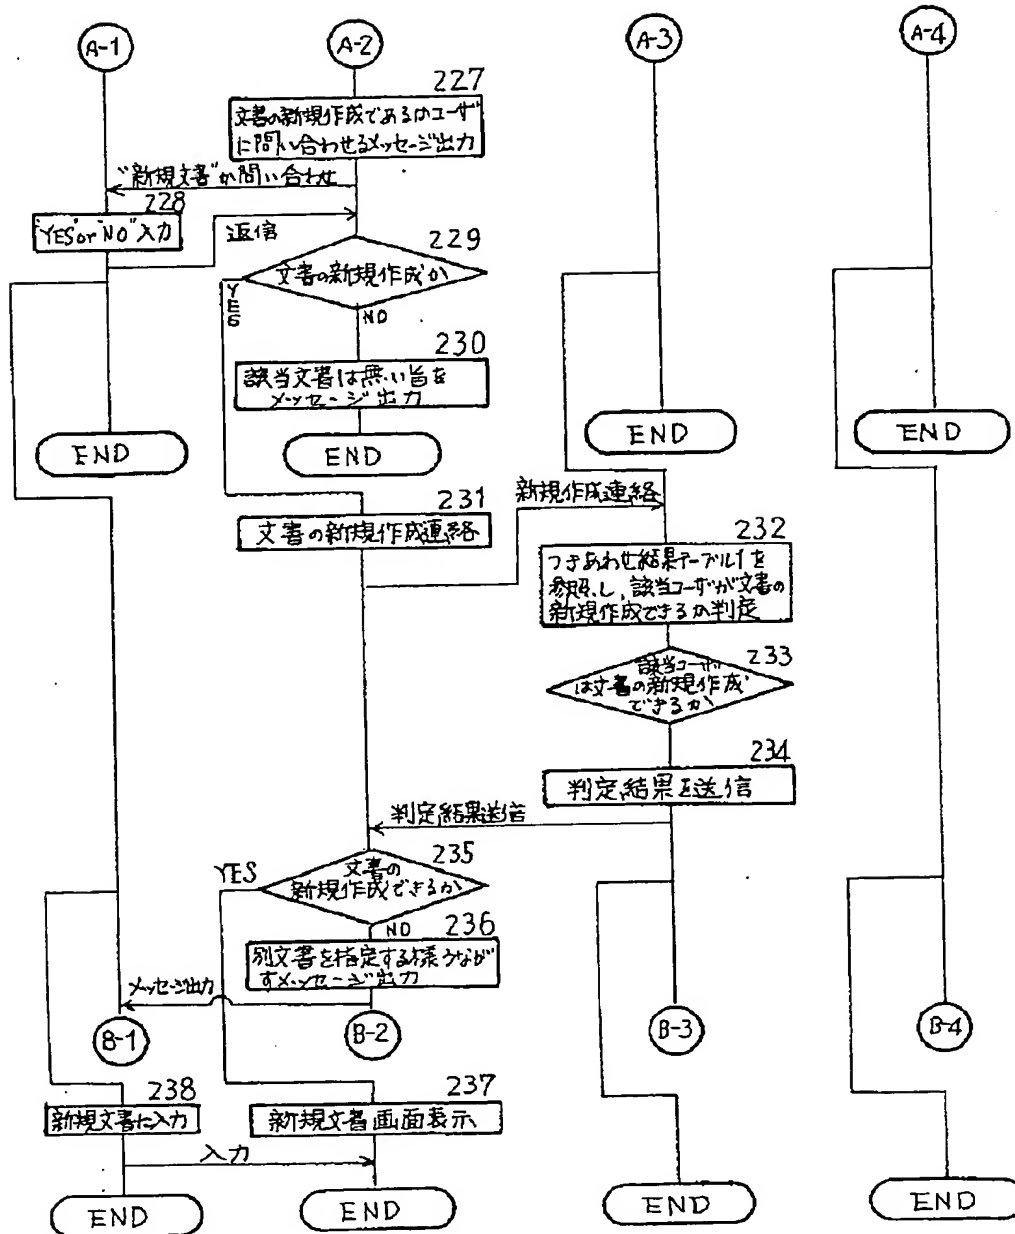 A-1
A-2
A-3
A-4
227
文書の新規作成であるかユーザ
に問い合わせるメッセージ出力
"新規文書"か問い合わせ
228
"YES" or "NO" 入力
返信
229
文書の新規作成か
YES
NO
230
該当文書は無い旨を
メッセージ出力
END
END
END
END
231
文書の新規作成連絡
新規作成連絡
232
つきあわせ結果テーブル1を
参照し、該当ユーザが文書の
新規作成できるか判定
233
該当ユーザ
は文書の新規作成
できるか
234
判定結果を送信
判定結果送信
235
文書の
新規作成できるか
YES
NO
236
別文書を指定する様うなが
すメッセージ出力
メッセージ出力
B-1
B-2
B-3
B-4
238
新規文書に入力
237
新規文書画面表示
入力
END
END
END
END